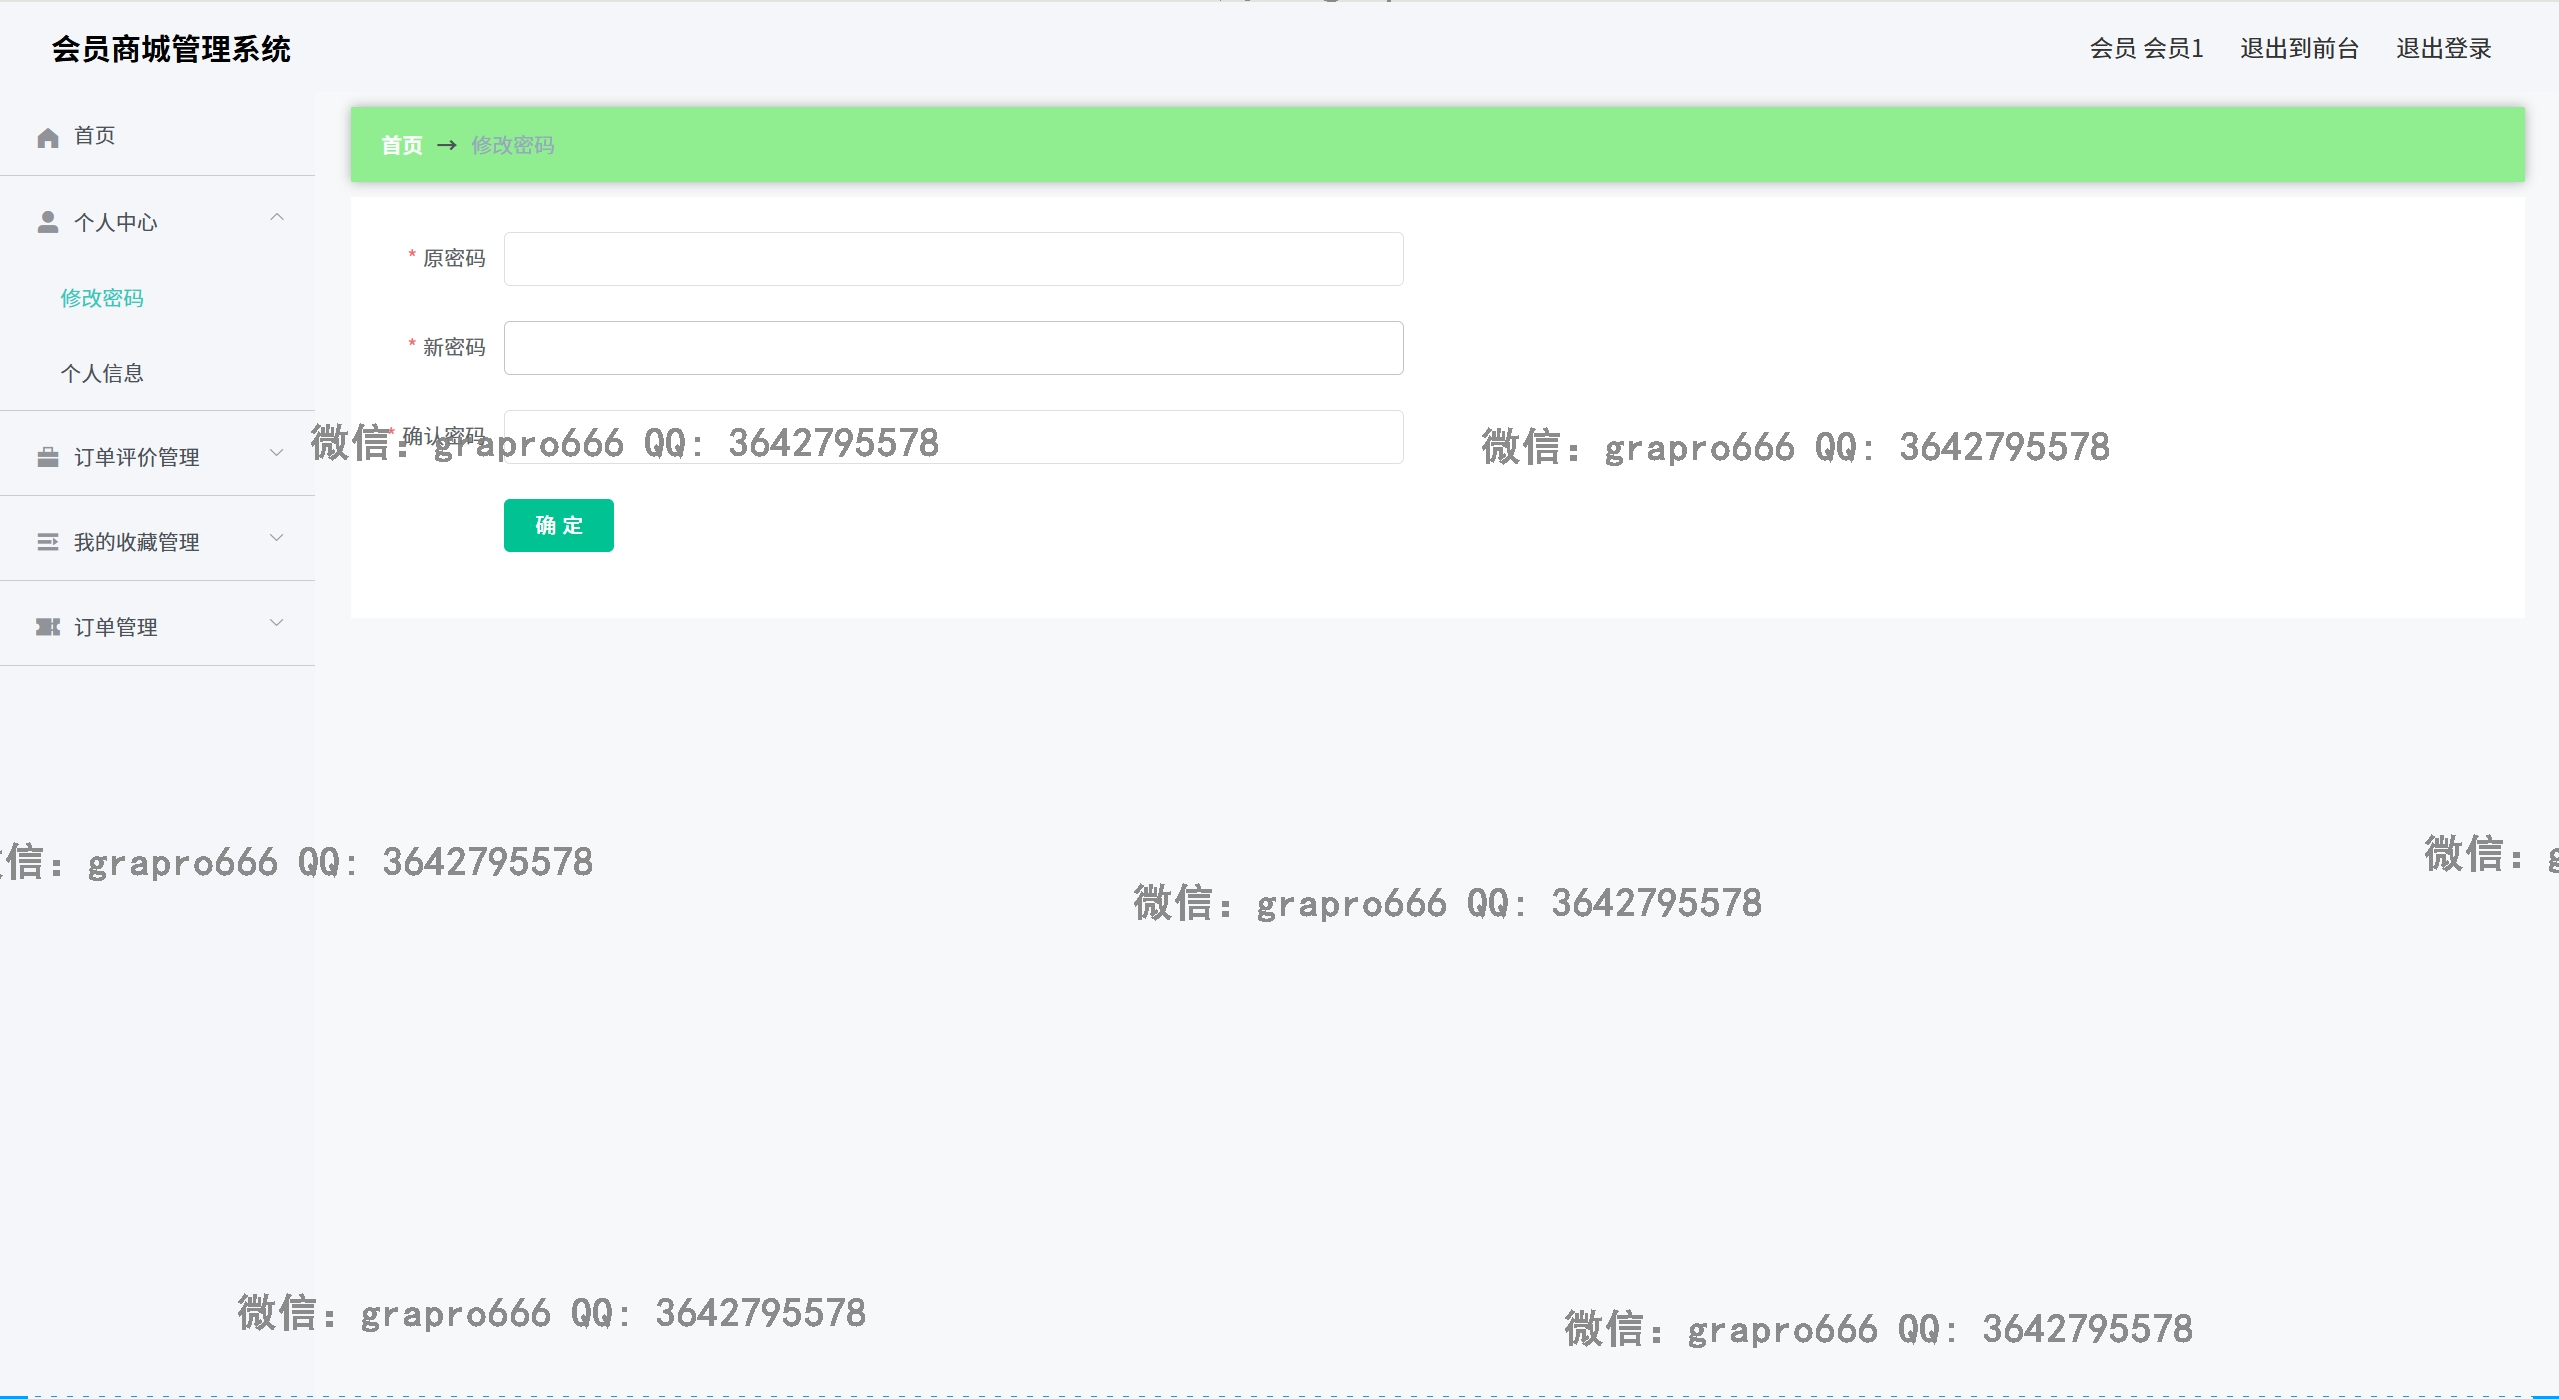 会员商城管理系统
会员 会员1 退出到前台 退出登录
首页
首页 → 修改密码
个人中心
* 原密码
修改密码
* 新密码
个人信息
* 确认密码
微信：grapro666 QQ：3642795578
微信：grapro666 QQ：3642795578
订单评价管理
确 定
我的收藏管理
订单管理
信：grapro666 QQ：3642795578
微信：g
微信：grapro666 QQ：3642795578
微信：grapro666 QQ：3642795578
微信：grapro666 QQ：3642795578